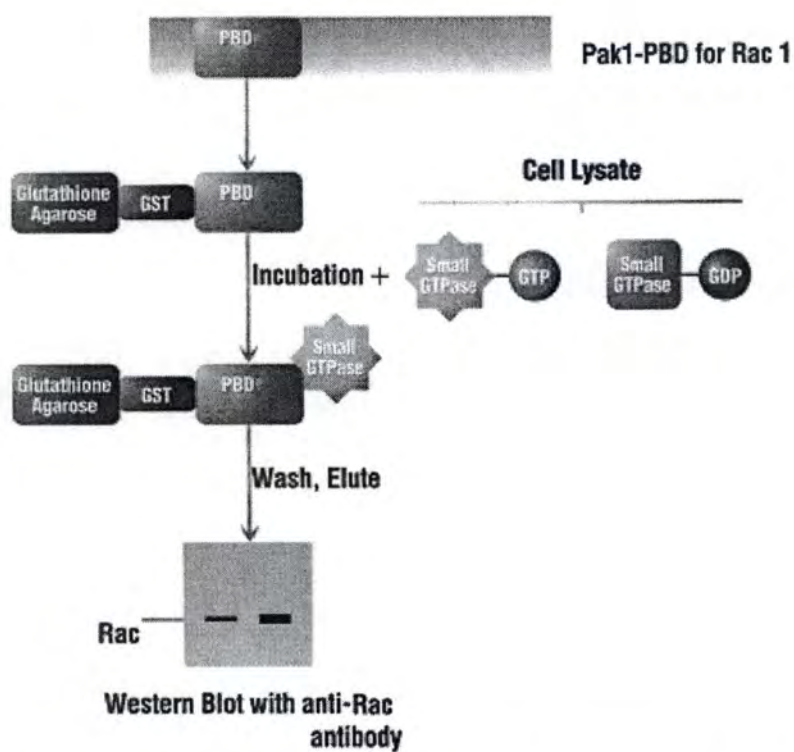 PBD
Pak1-PBD for Rac 1
Glutathione
Agarose
GST
PBD
Cell Lysate
Incubation +
Small
GTPase
GTP
Small
GTPase
GDP
Glutathione
Agarose
GST
PBD
Small
GTPase
Wash, Elute
Rac
Western Blot with anti-Rac
antibody